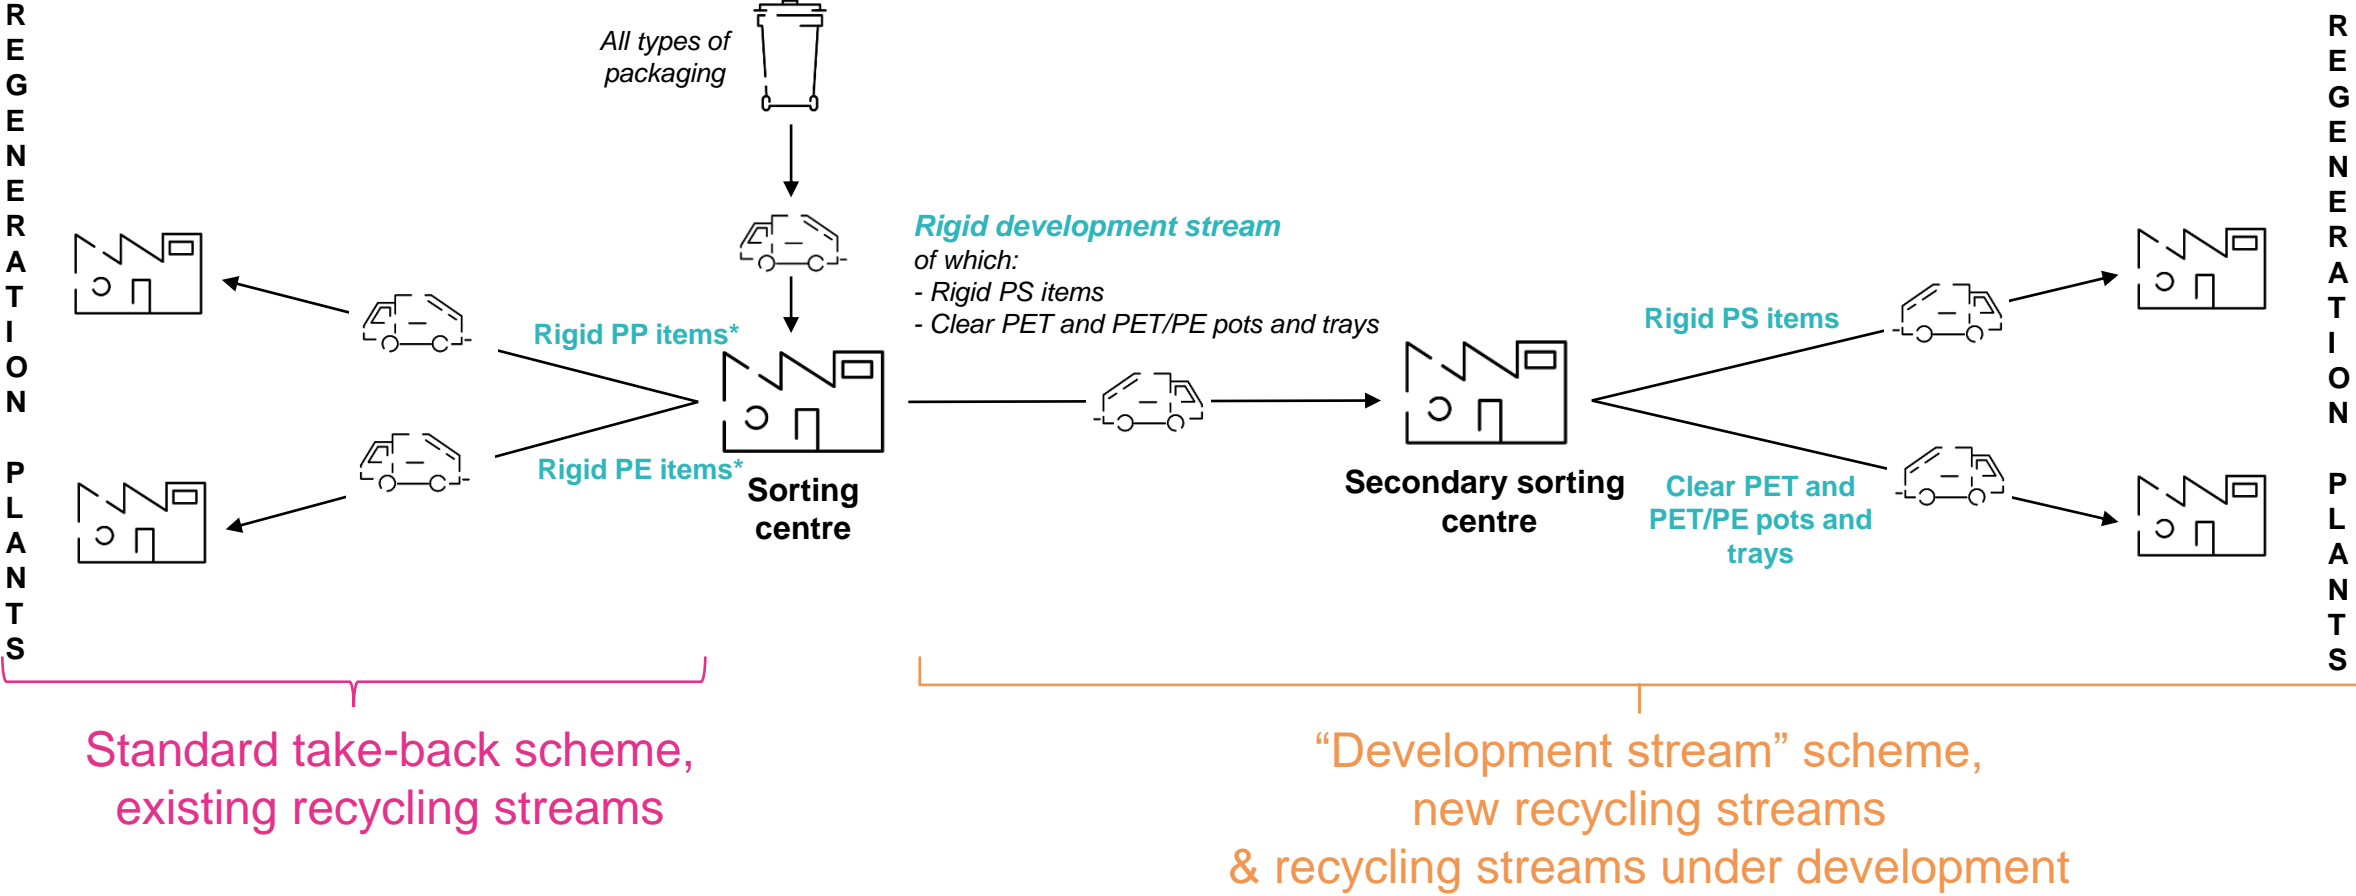 REGENERATION PLANTS
All types of
packaging
Rigid development stream
of which:
- Rigid PS items
- Clear PET and PET/PE pots and trays
Rigid PP items*
Rigid PE items*
Sorting
centre
Secondary sorting
centre
Rigid PS items
Clear PET and
PET/PE pots and
trays
REGENERATION PLANTS
Standard take-back scheme,
existing recycling streams
“Development stream” scheme,
new recycling streams
& recycling streams under development